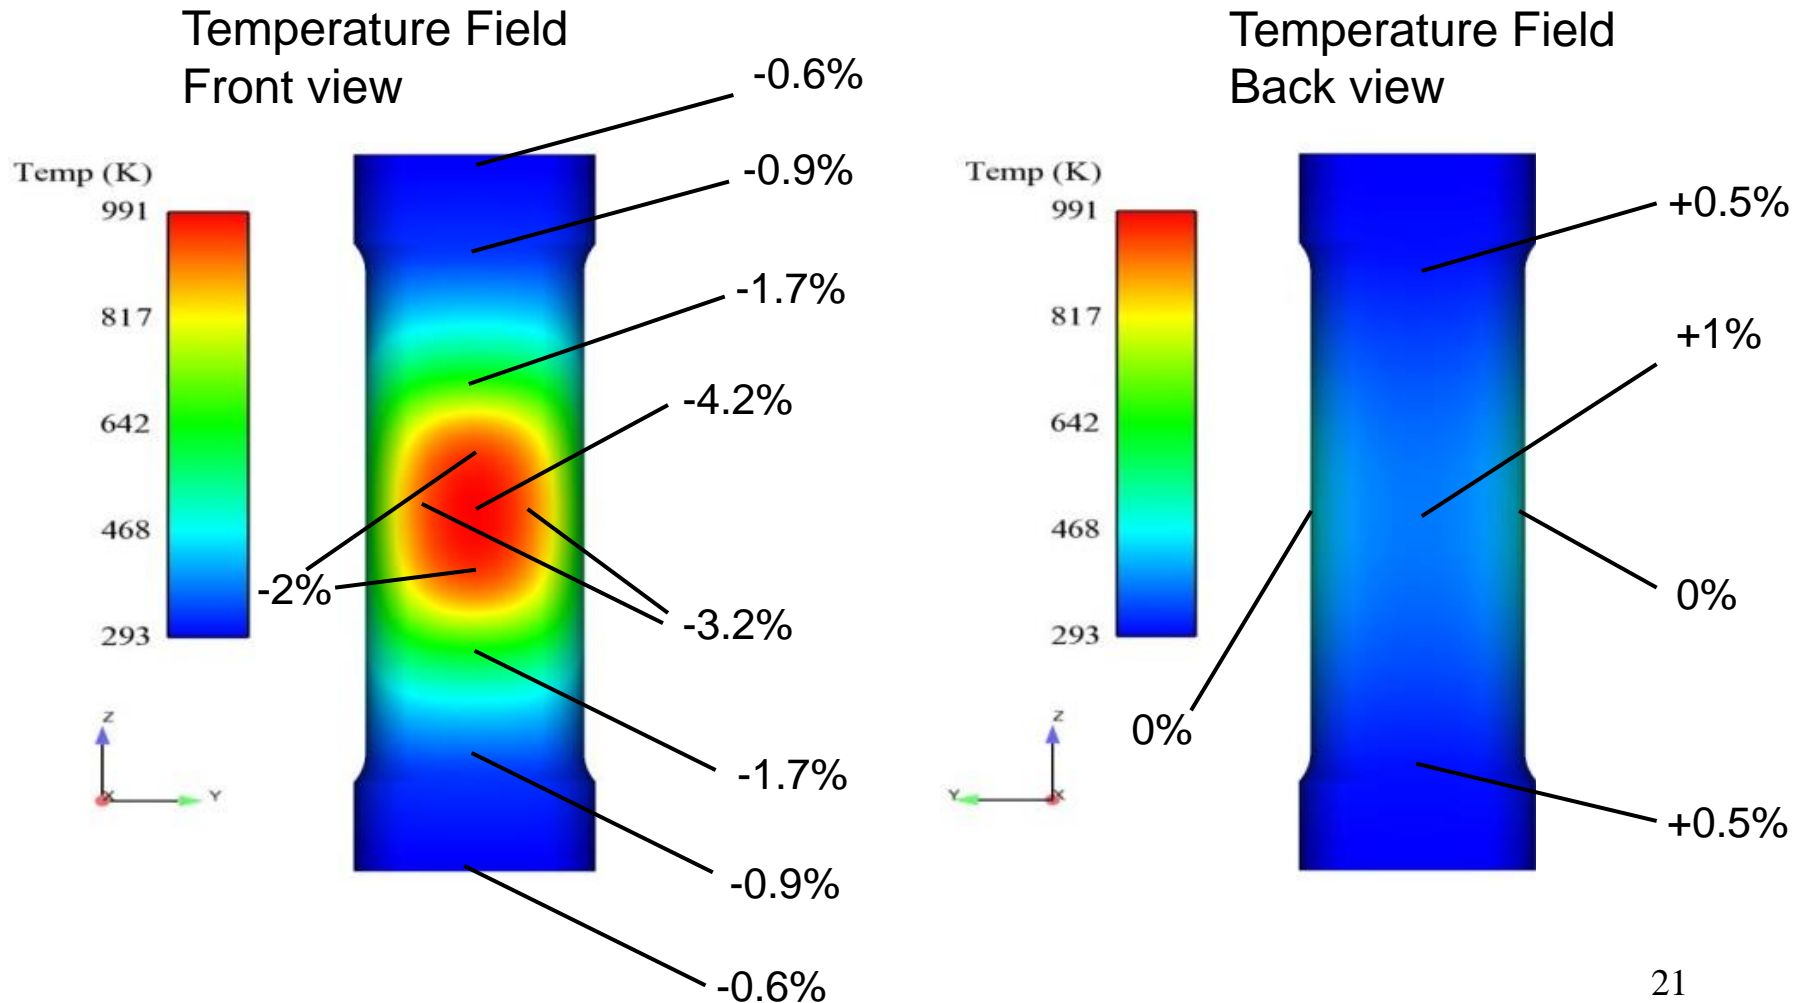 Temperature Field
Front view
-0.6%
-0.9%
-1.7%
-4.2%
-2%
-3.2%
-1.7%
-0.9%
-0.6%
Temp (K)
991
817
642
468
293
Z
X
Y
Temperature Field
Back view
+0.5%
+1%
0%
0%
+0.5%
Temp (K)
991
817
642
468
293
Z
Y
X
21